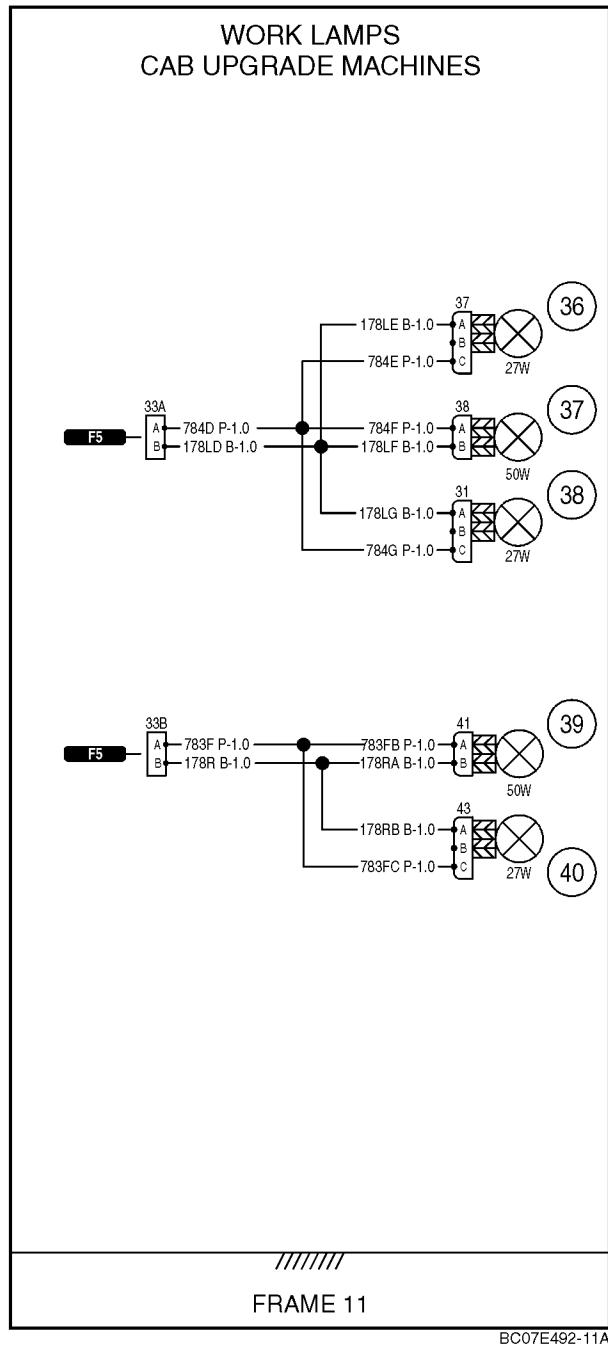 WORK LAMPS
CAB UPGRADE MACHINES
37
36
178LE B-1.0
A
B
27W
784E P-1.0
C
33A
38
37
F5
A
784D P-1.0
784F P-1.0
A
B
178LD B-1.0
178LF B-1.0
B
50W
31
38
178LG B-1.0
A
B
784G P-1.0
C
27W
33B
41
39
F5
A
783F P-1.0
783FB P-1.0
A
B
178R B-1.0
178RA B-1.0
B
50W
43
178RB B-1.0
A
B
783FC P-1.0
C
27W
40
FRAME 11
BC07E492-11A